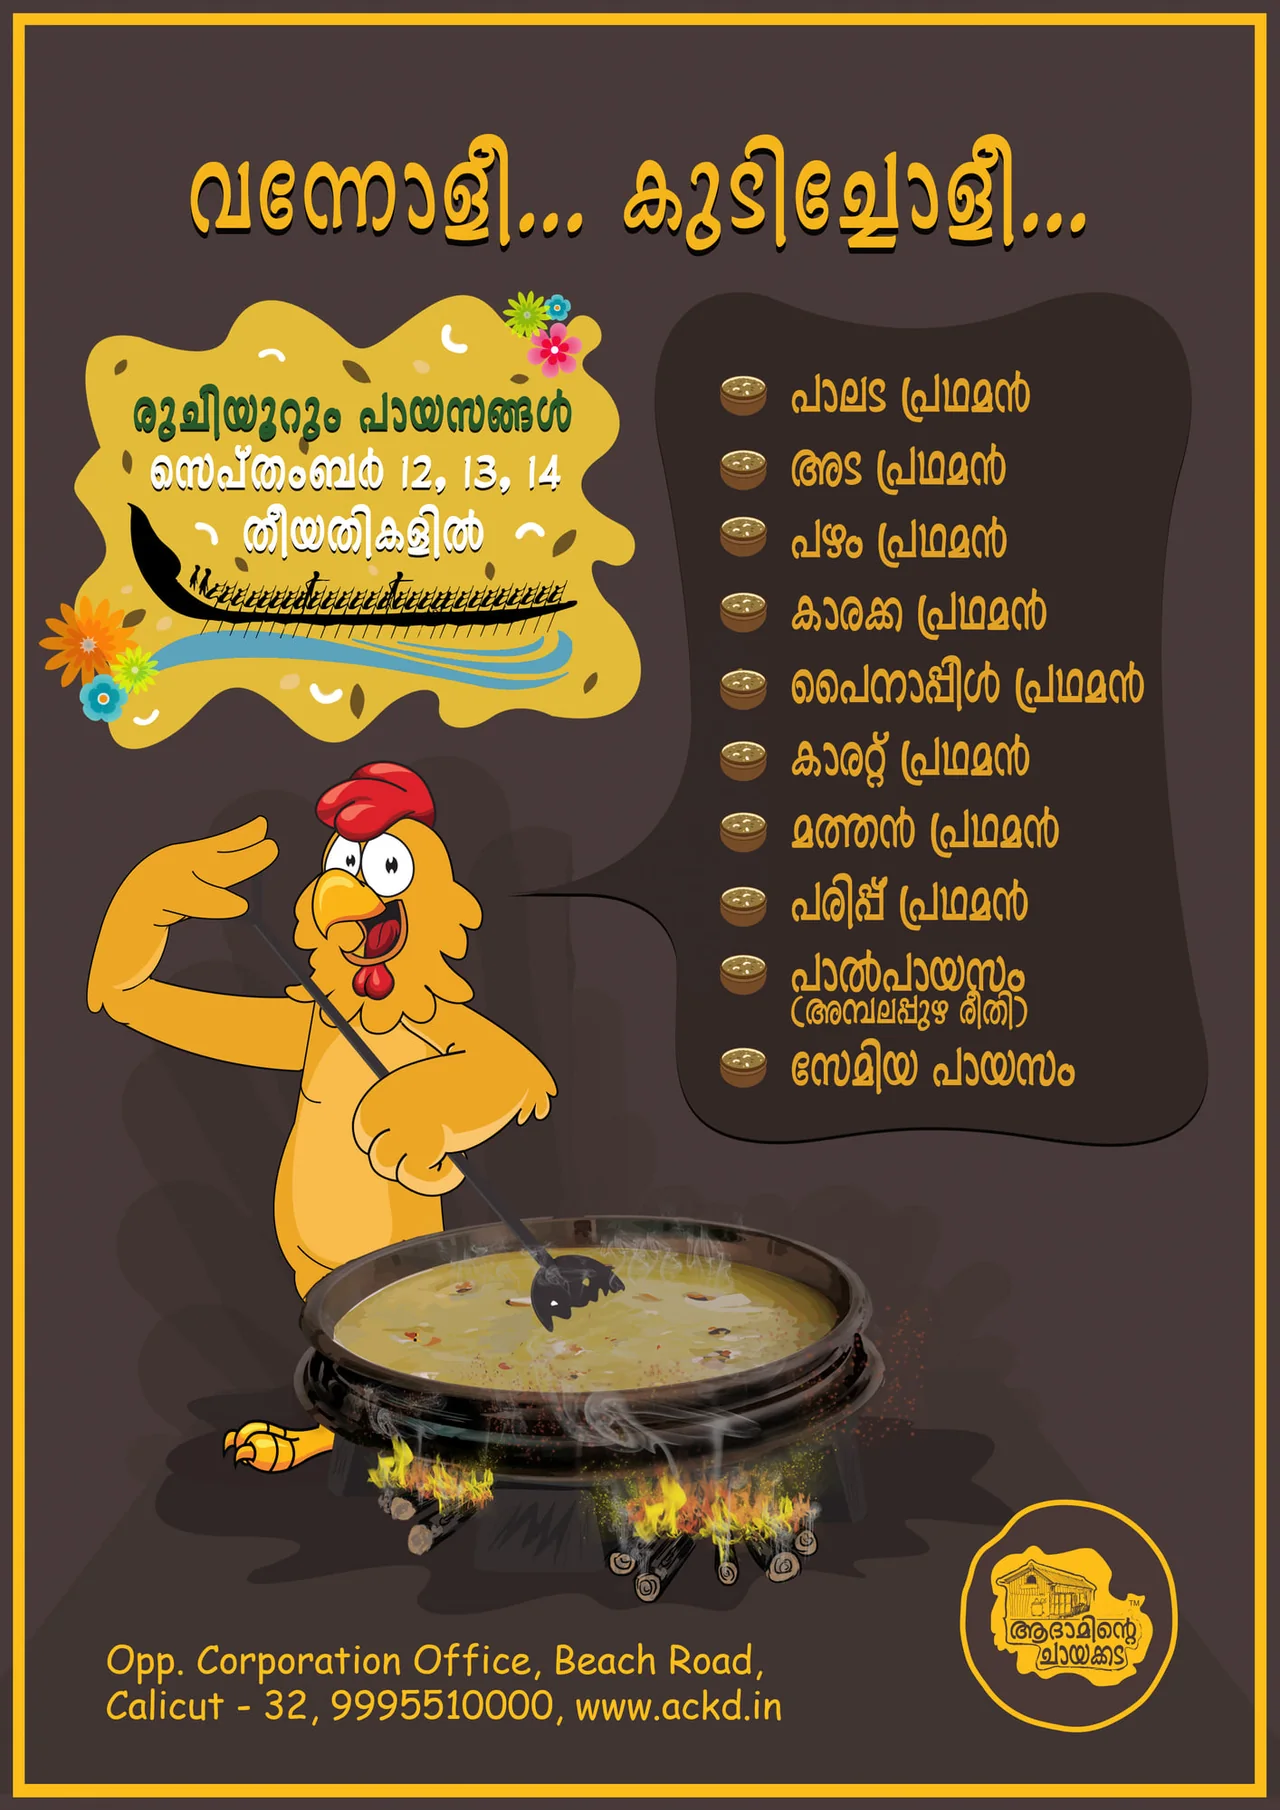 വന്നോളീ... കുടിച്ചോളീ...
രുചിയൂറും പായസങ്ങൾ
സെപ്തംബർ 12, 13, 14
തീയതികളിൽ
പാലട പ്രഥമൻ
അട പ്രഥമൻ
പഴം പ്രഥമൻ
കാരക്ക പ്രഥമൻ
പൈനാപ്പിൾ പ്രഥമൻ
കാരറ്റ് പ്രഥമൻ
മത്തൻ പ്രഥമൻ
പരിപ്പ് പ്രഥമൻ
പാൽപായസം
(അമ്പലപ്പുഴ രീതി)
സേമിയ പായസം
Opp. Corporation Office, Beach Road,
Calicut - 32, 9995510000, www.ackd.in
TM
ആദാമിന്റെ
ചായക്കട